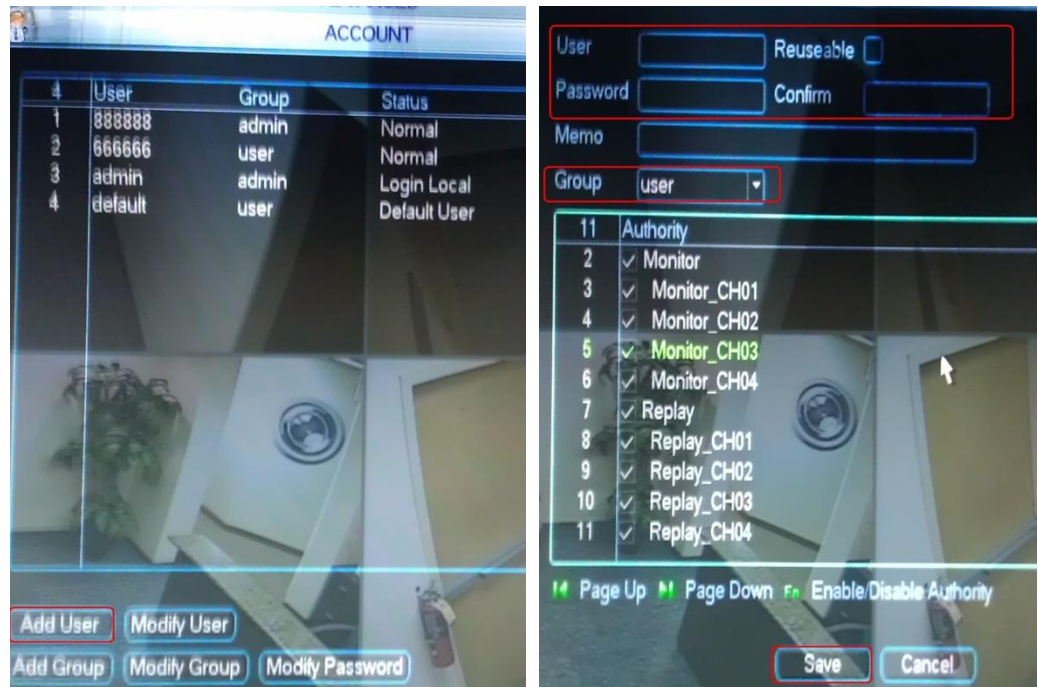 ACCOUNT
4 User Group Status
1 888888 admin Normal
2 666666 user Normal
3 admin admin Login Local
4 default user Default User
Add User Modify User
Add Group Modify Group Modify Password
User Reuseable
Password Confirm
Memo
Group user
11 Authority
2 Monitor
3 Monitor_CH01
4 Monitor_CH02
5 Monitor_CH03
6 Monitor_CH04
7 Replay
8 Replay_CH01
9 Replay_CH02
10 Replay_CH03
11 Replay_CH04
Page Up Page Down Fn Enable/Disable Authority
Save Cancel